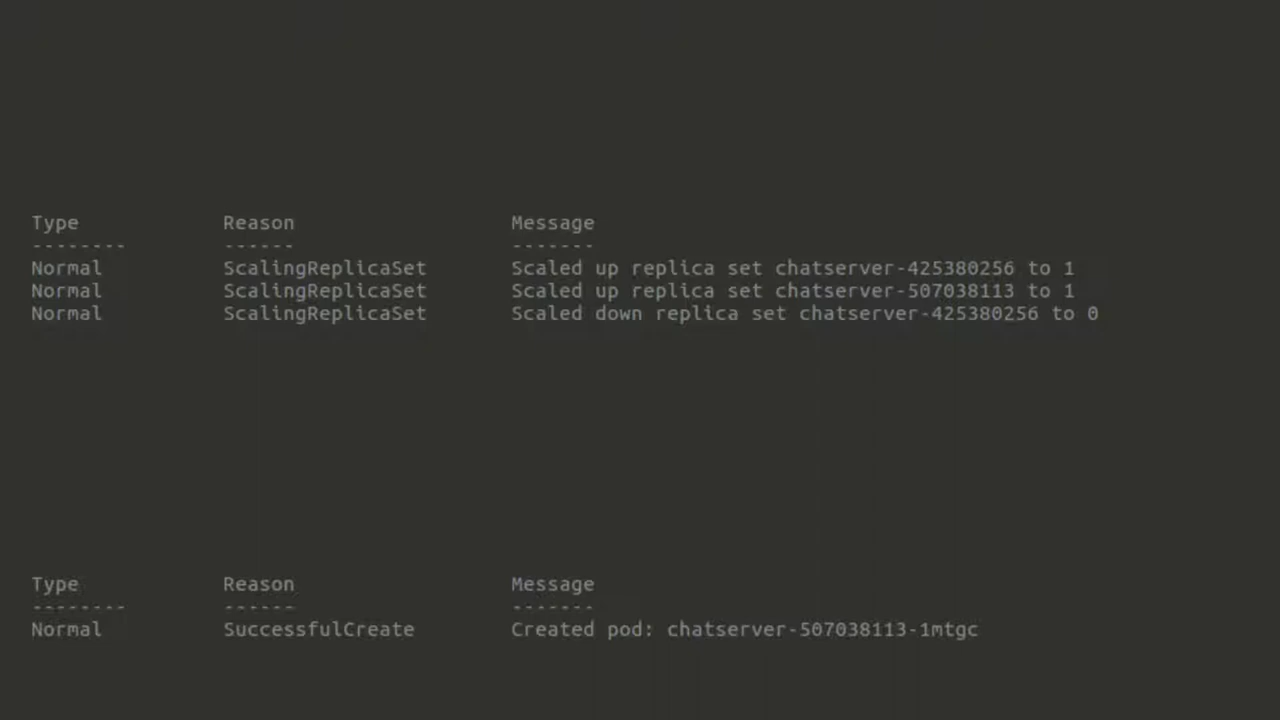 Type Reason Message
-------- ------ -------
Normal ScalingReplicaSet Scaled up replica set chatserver-425380256 to 1
Normal ScalingReplicaSet Scaled up replica set chatserver-507038113 to 1
Normal ScalingReplicaSet Scaled down replica set chatserver-425380256 to 0
Type Reason Message
-------- ------ -------
Normal SuccessfulCreate Created pod: chatserver-507038113-1mtgc